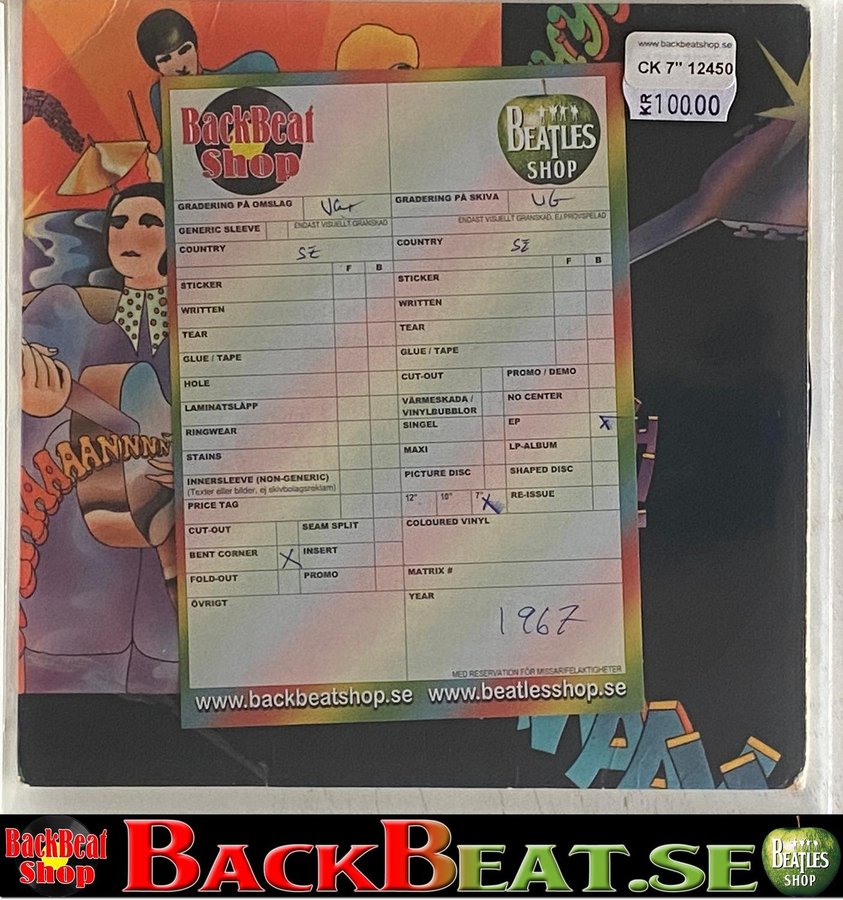 www.backbeatshop.se
CK 7" 12450
KR 100.00
BackBeat
Shop
BEATLES
SHOP
GRADERING PÅ OMSLAG VG+
GRADERING PÅ SKIVA VG
ENDAST VISUELLT GRANSKAD
ENDAST VISUELLT GRANSKAD, EJ PROVSPELAD
GENERIC SLEEVE
COUNTRY SE
COUNTRY SE
F B
F B
STICKER
STICKER
WRITTEN
WRITTEN
TEAR
TEAR
GLUE / TAPE
GLUE / TAPE
HOLE
CUT-OUT
PROMO / DEMO
LAMINATSLÄPP
VÄRMESKADA /
VINYLBUBBLOR
NO CENTER
RINGWEAR
SINGEL
EP X
STAINS
MAXI
LP-ALBUM
INNERSLEEVE (NON-GENERIC)
(Texter eller bilder, ej skivbolagsreklam)
PICTURE DISC
SHAPED DISC
PRICE TAG
12" 10" 7" X
RE-ISSUE
CUT-OUT
SEAM SPLIT
COLOURED VINYL
BENT CORNER X
INSERT
FOLD-OUT
PROMO
MATRIX #
ÖVRIGT
YEAR
1967
MED RESERVATION FÖR MISSAR/FELAKTIGHETER
www.backbeatshop.se www.beatlesshop.se
BackBeat
Shop
BACKBEAT.SE
BEATLES
SHOP